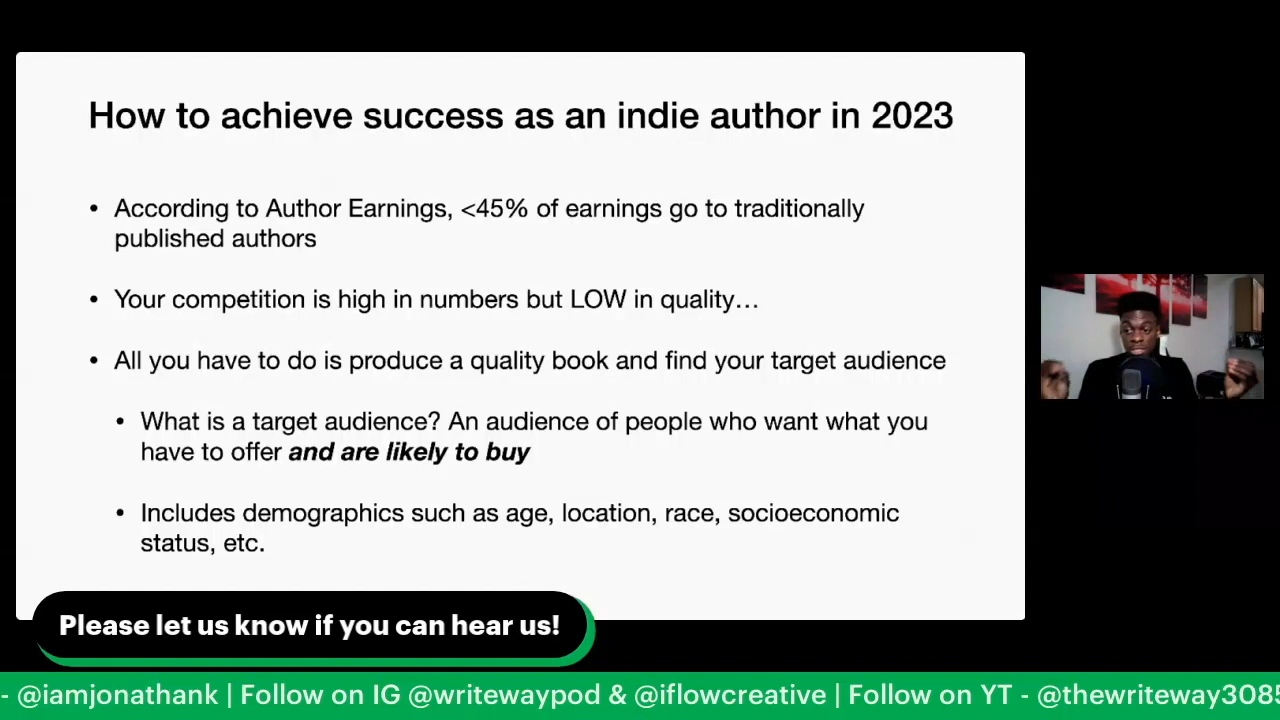 How to achieve success as an indie author in 2023
• According to Author Earnings, <45% of earnings go to traditionally
published authors
• Your competition is high in numbers but LOW in quality…
• All you have to do is produce a quality book and find your target audience
• What is a target audience? An audience of people who want what you
have to offer and are likely to buy
• Includes demographics such as age, location, race, socioeconomic
status, etc.
Please let us know if you can hear us!
- @iamjonathank | Follow on IG @writewaypod & @iflowcreative | Follow on YT - @thewriteway3085